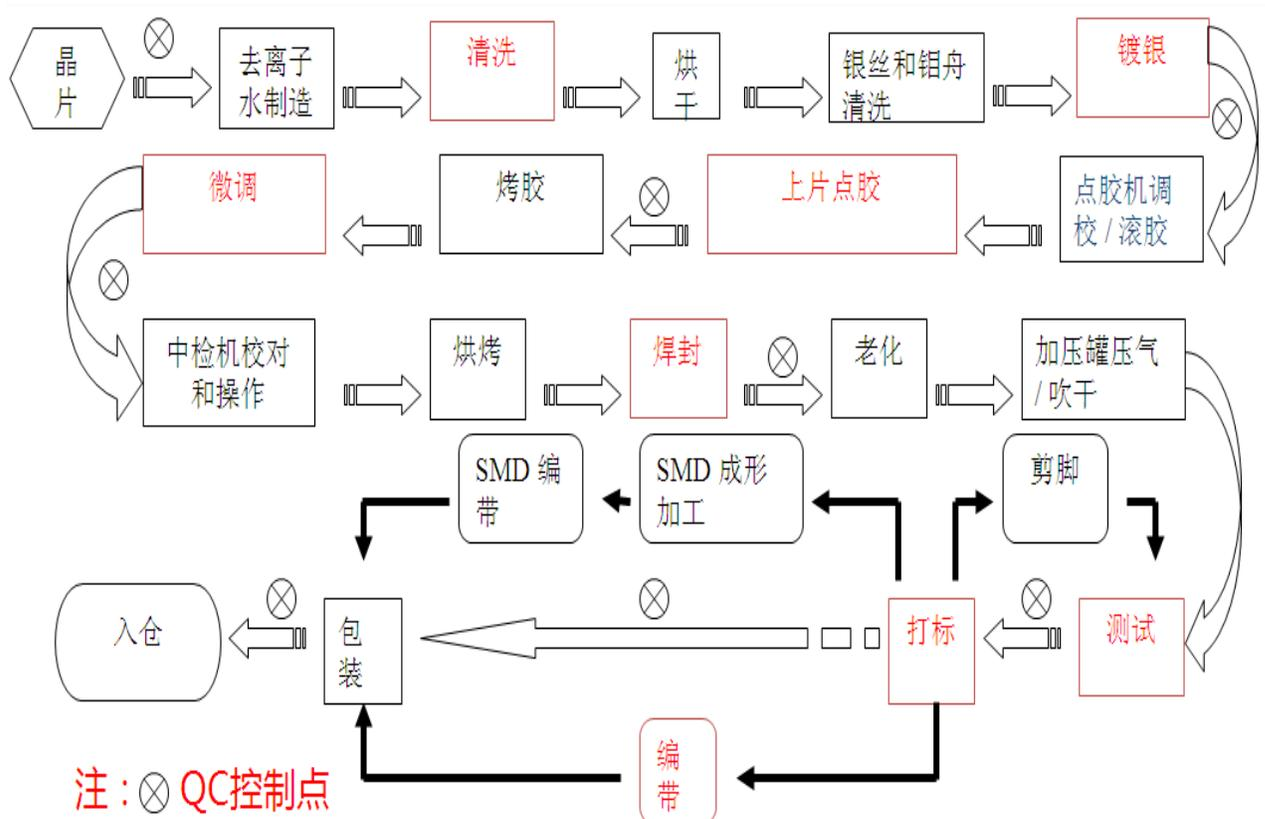 晶
片
去离子
水制造
清洗
烘
干
银丝和钼舟
清洗
镀银
点胶机调
校 / 滚胶
上片点胶
烤胶
微调
中检机校对
和操作
烘烤
焊封
老化
加压罐压气
/ 吹干
SMD 编
带
SMD 成形
加工
剪脚
测试
打标
包
装
入仓
编
带
注：⊗ QC控制点